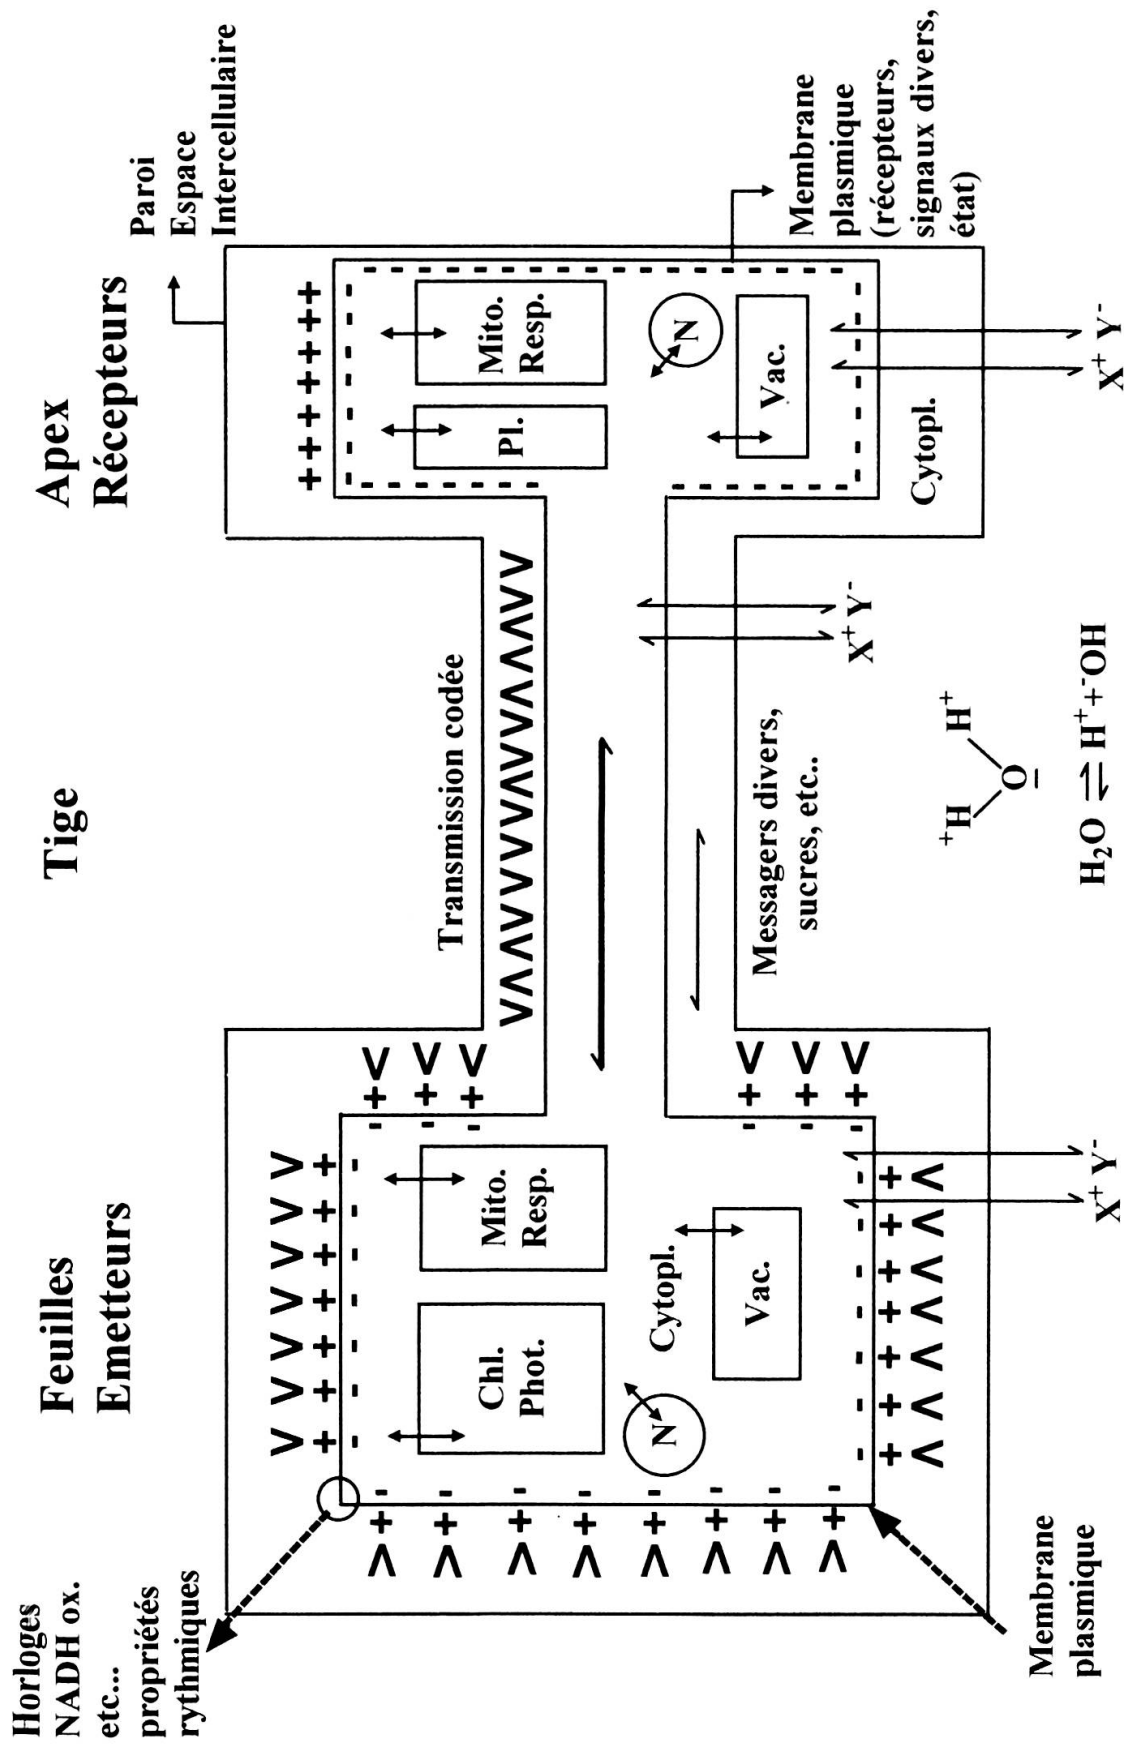 Feuilles
Emetteurs
Tige
Apex
Récepteurs
Horloges
NADH ox.
etc...
propriétés
rythmiques
Paroi
Espace
Intercellulaire
V V V V V V V
+ + + + + + +
- - - - - - -
+ + + + + + +
- - - - - - -
Transmission codée
Chl.
Phot.
Mito.
Resp.
Pl.
Mito.
Resp.
N
Cytopl.
Vac.
N
Vac.
Messagers divers,
sucres, etc..
X⁺ Y⁻
Cytopl.
Membrane
plasmique
(récepteurs,
signaux divers,
état)
Membrane
plasmique
X⁺ Y⁻
⁺H H⁺
O
H₂O ⇌ H⁺+⁻OH
X⁺ Y⁻